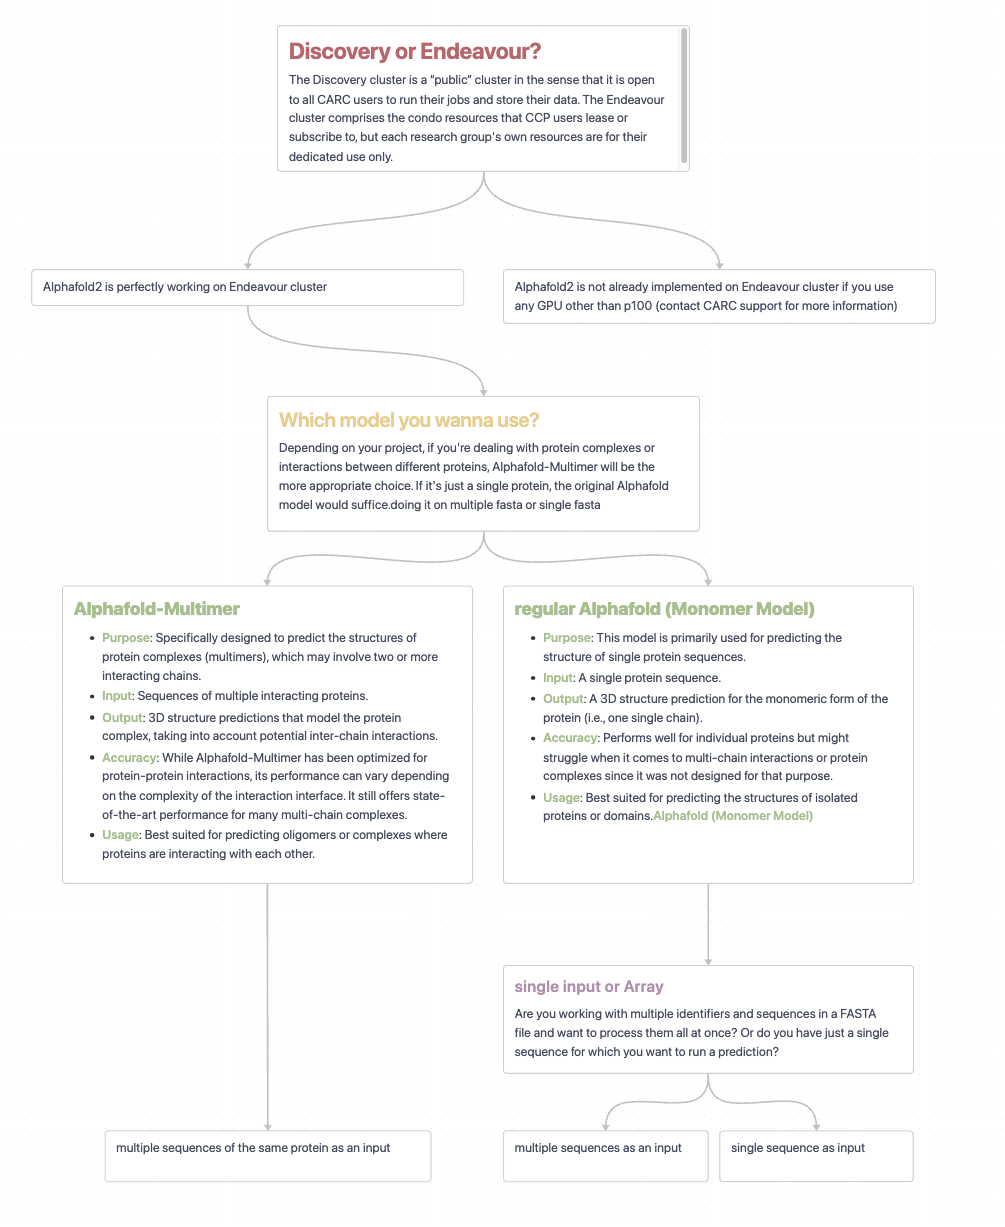 Discovery or Endeavour?
The Discovery cluster is a “public” cluster in the sense that it is open
to all CARC users to run their jobs and store their data. The Endeavour
cluster comprises the condo resources that CCP users lease or
subscribe to, but each research group's own resources are for their
dedicated use only.
Alphafold2 is perfectly working on Endeavour cluster
Alphafold2 is not already implemented on Endeavour cluster if you use
any GPU other than p100 (contact CARC support for more information)
Which model you wanna use?
Depending on your project, if you're dealing with protein complexes or
interactions between different proteins, Alphafold-Multimer will be the
more appropriate choice. If it's just a single protein, the original Alphafold
model would suffice.doing it on multiple fasta or single fasta
Alphafold-Multimer
• Purpose: Specifically designed to predict the structures of
protein complexes (multimers), which may involve two or more
interacting chains.
• Input: Sequences of multiple interacting proteins.
• Output: 3D structure predictions that model the protein
complex, taking into account potential inter-chain interactions.
• Accuracy: While Alphafold-Multimer has been optimized for
protein-protein interactions, its performance can vary depending
on the complexity of the interaction interface. It still offers state-
of-the-art performance for many multi-chain complexes.
• Usage: Best suited for predicting oligomers or complexes where
proteins are interacting with each other.
regular Alphafold (Monomer Model)
• Purpose: This model is primarily used for predicting the
structure of single protein sequences.
• Input: A single protein sequence.
• Output: A 3D structure prediction for the monomeric form of the
protein (i.e., one single chain).
• Accuracy: Performs well for individual proteins but might
struggle when it comes to multi-chain interactions or protein
complexes since it was not designed for that purpose.
• Usage: Best suited for predicting the structures of isolated
proteins or domains.Alphafold (Monomer Model)
single input or Array
Are you working with multiple identifiers and sequences in a FASTA
file and want to process them all at once? Or do you have just a single
sequence for which you want to run a prediction?
multiple sequences of the same protein as an input
multiple sequences as an input
single sequence as input